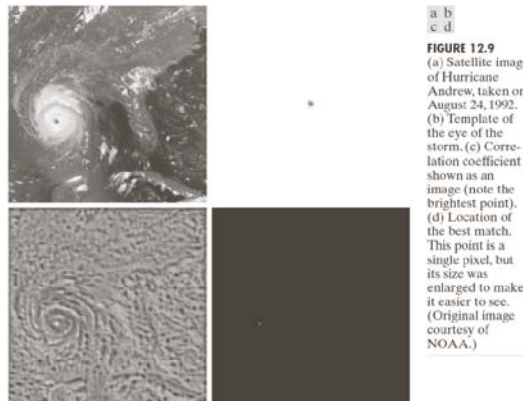 a b
c d
FIGURE 12.9
(a) Satellite imag
of Hurricane
Andrew, taken or
August 24, 1992.
(b) Template of
the eye of the
storm. (c) Corre-
lation coefficient
shown as an
image (note the
brightest point).
(d) Location of
the best match.
This point is a
single pixel, but
its size was
enlarged to make
it easier to see.
(Original image
courtesy of
NOAA.)